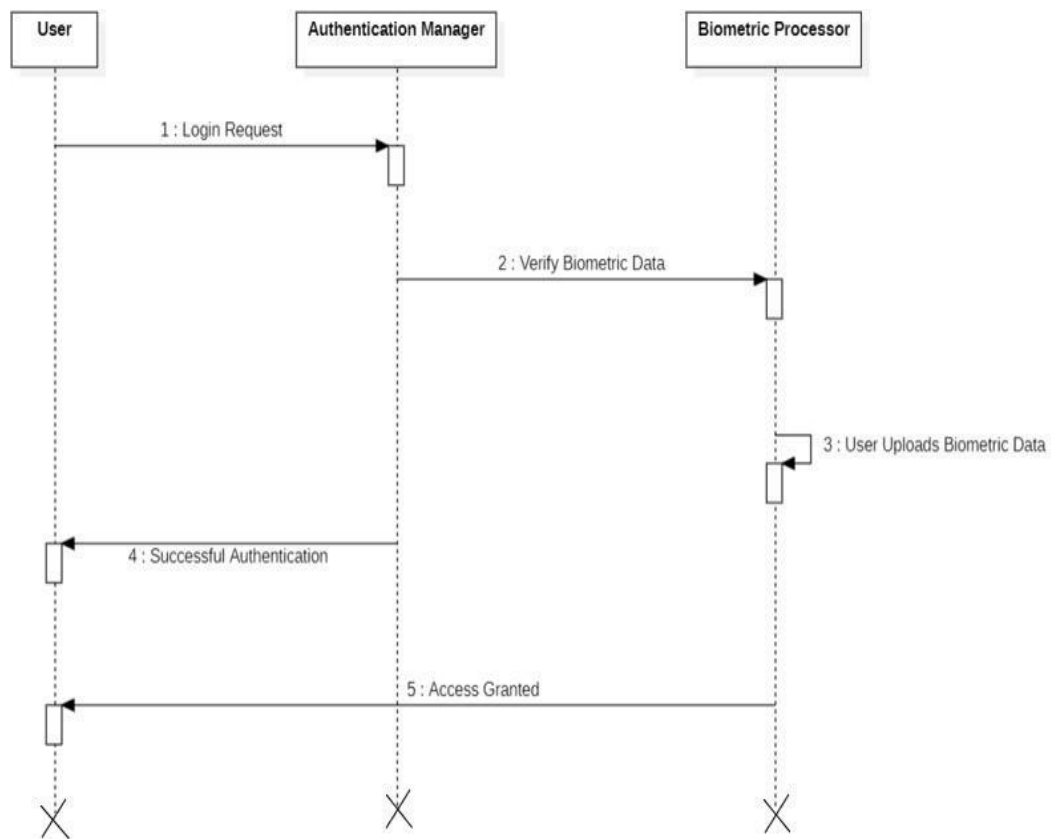 User
Authentication Manager
Biometric Processor
1 : Login Request
2 : Verify Biometric Data
3 : User Uploads Biometric Data
4 : Successful Authentication
5 : Access Granted